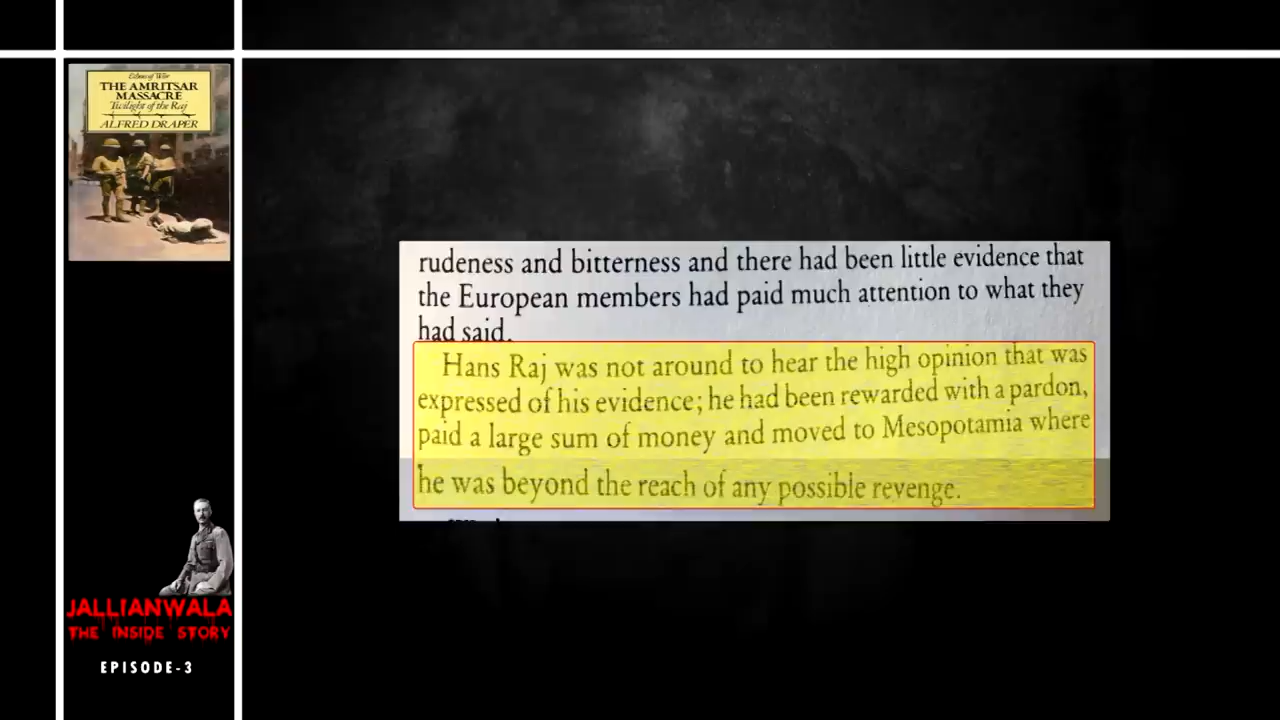 Echoes of War
THE AMRITSAR
MASSACRE
Twilight of the Raj
ALFRED DRAPER
rudeness and bitterness and there had been little evidence that
the European members had paid much attention to what they
had said.
Hans Raj was not around to hear the high opinion that was
expressed of his evidence; he had been rewarded with a pardon,
paid a large sum of money and moved to Mesopotamia where
he was beyond the reach of any possible revenge.
JALLIANWALA
THE INSIDE STORY
EPISODE-3